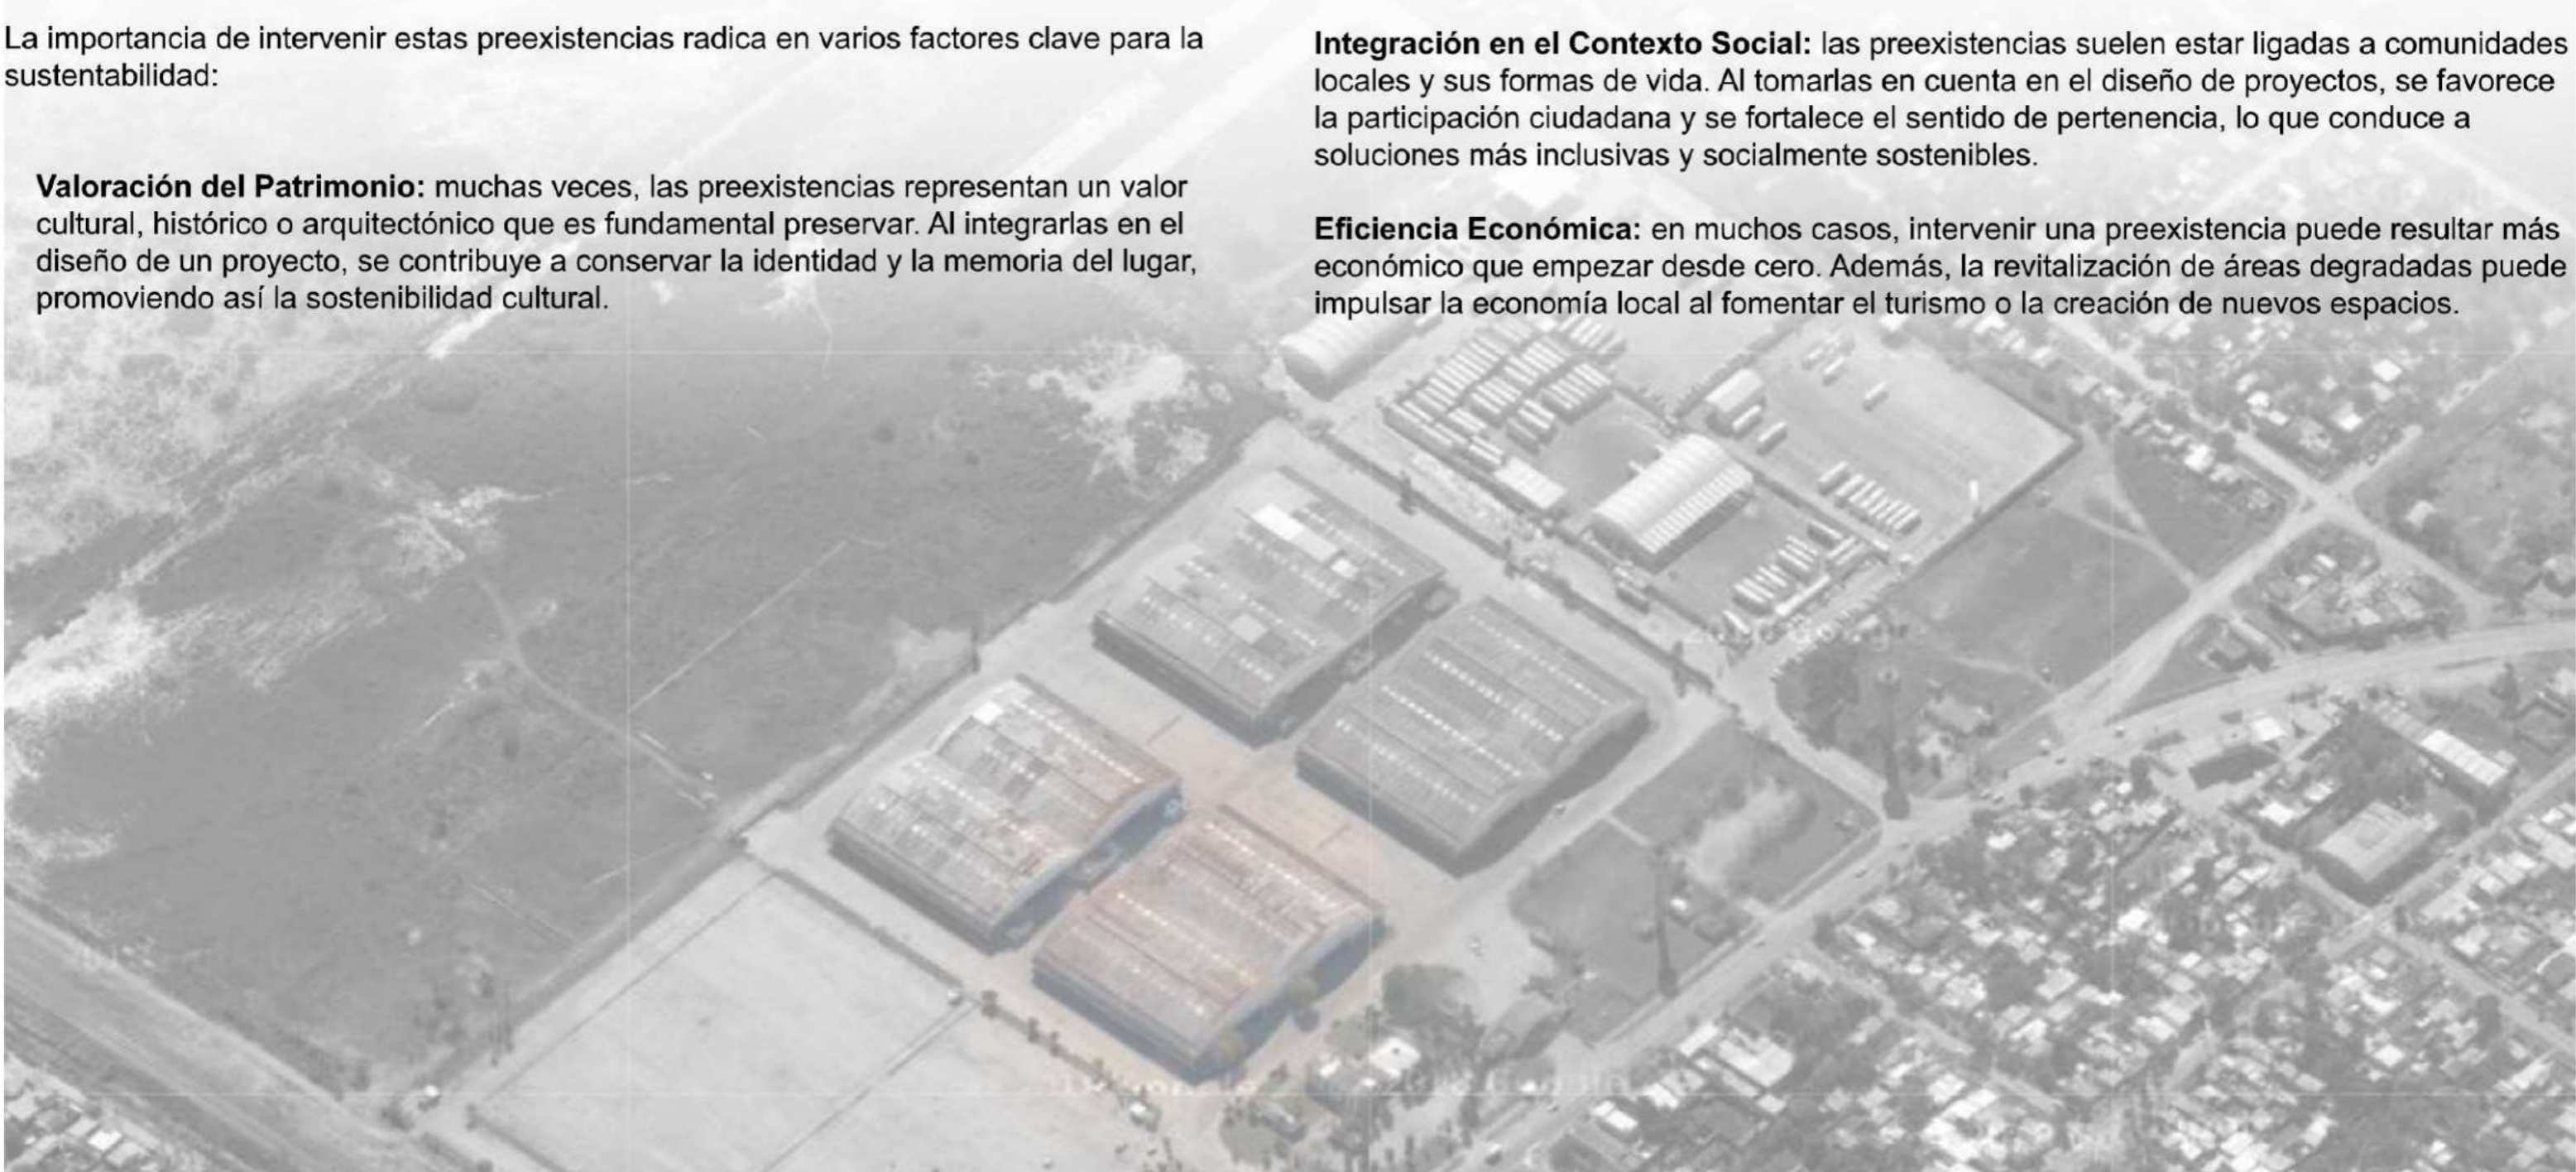 La importancia de intervenir estas preexistencias radica en varios factores clave para la
sustentabilidad:
Valoración del Patrimonio: muchas veces, las preexistencias representan un valor
cultural, histórico o arquitectónico que es fundamental preservar. Al integrarlas en el
diseño de un proyecto, se contribuye a conservar la identidad y la memoria del lugar,
promoviendo así la sostenibilidad cultural.
Integración en el Contexto Social: las preexistencias suelen estar ligadas a comunidades
locales y sus formas de vida. Al tomarlas en cuenta en el diseño de proyectos, se favorece
la participación ciudadana y se fortalece el sentido de pertenencia, lo que conduce a
soluciones más inclusivas y socialmente sostenibles.
Eficiencia Económica: en muchos casos, intervenir una preexistencia puede resultar más
económico que empezar desde cero. Además, la revitalización de áreas degradadas puede
impulsar la economía local al fomentar el turismo o la creación de nuevos espacios.